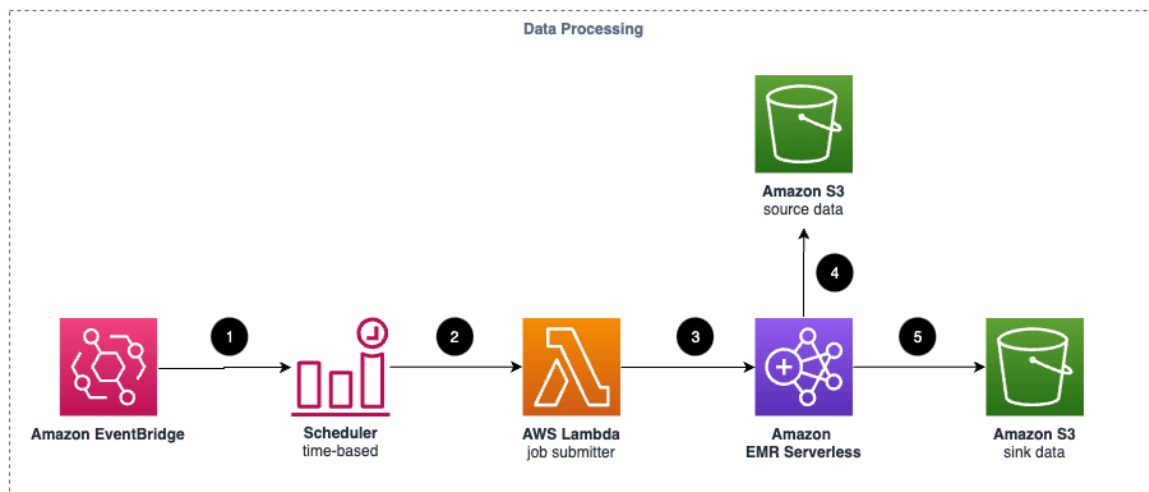 Data Processing
Amazon S3
source data
4
1
2
3
5
Amazon EventBridge
Scheduler
time-based
AWS Lambda
job submitter
Amazon
EMR Serverless
Amazon S3
sink data